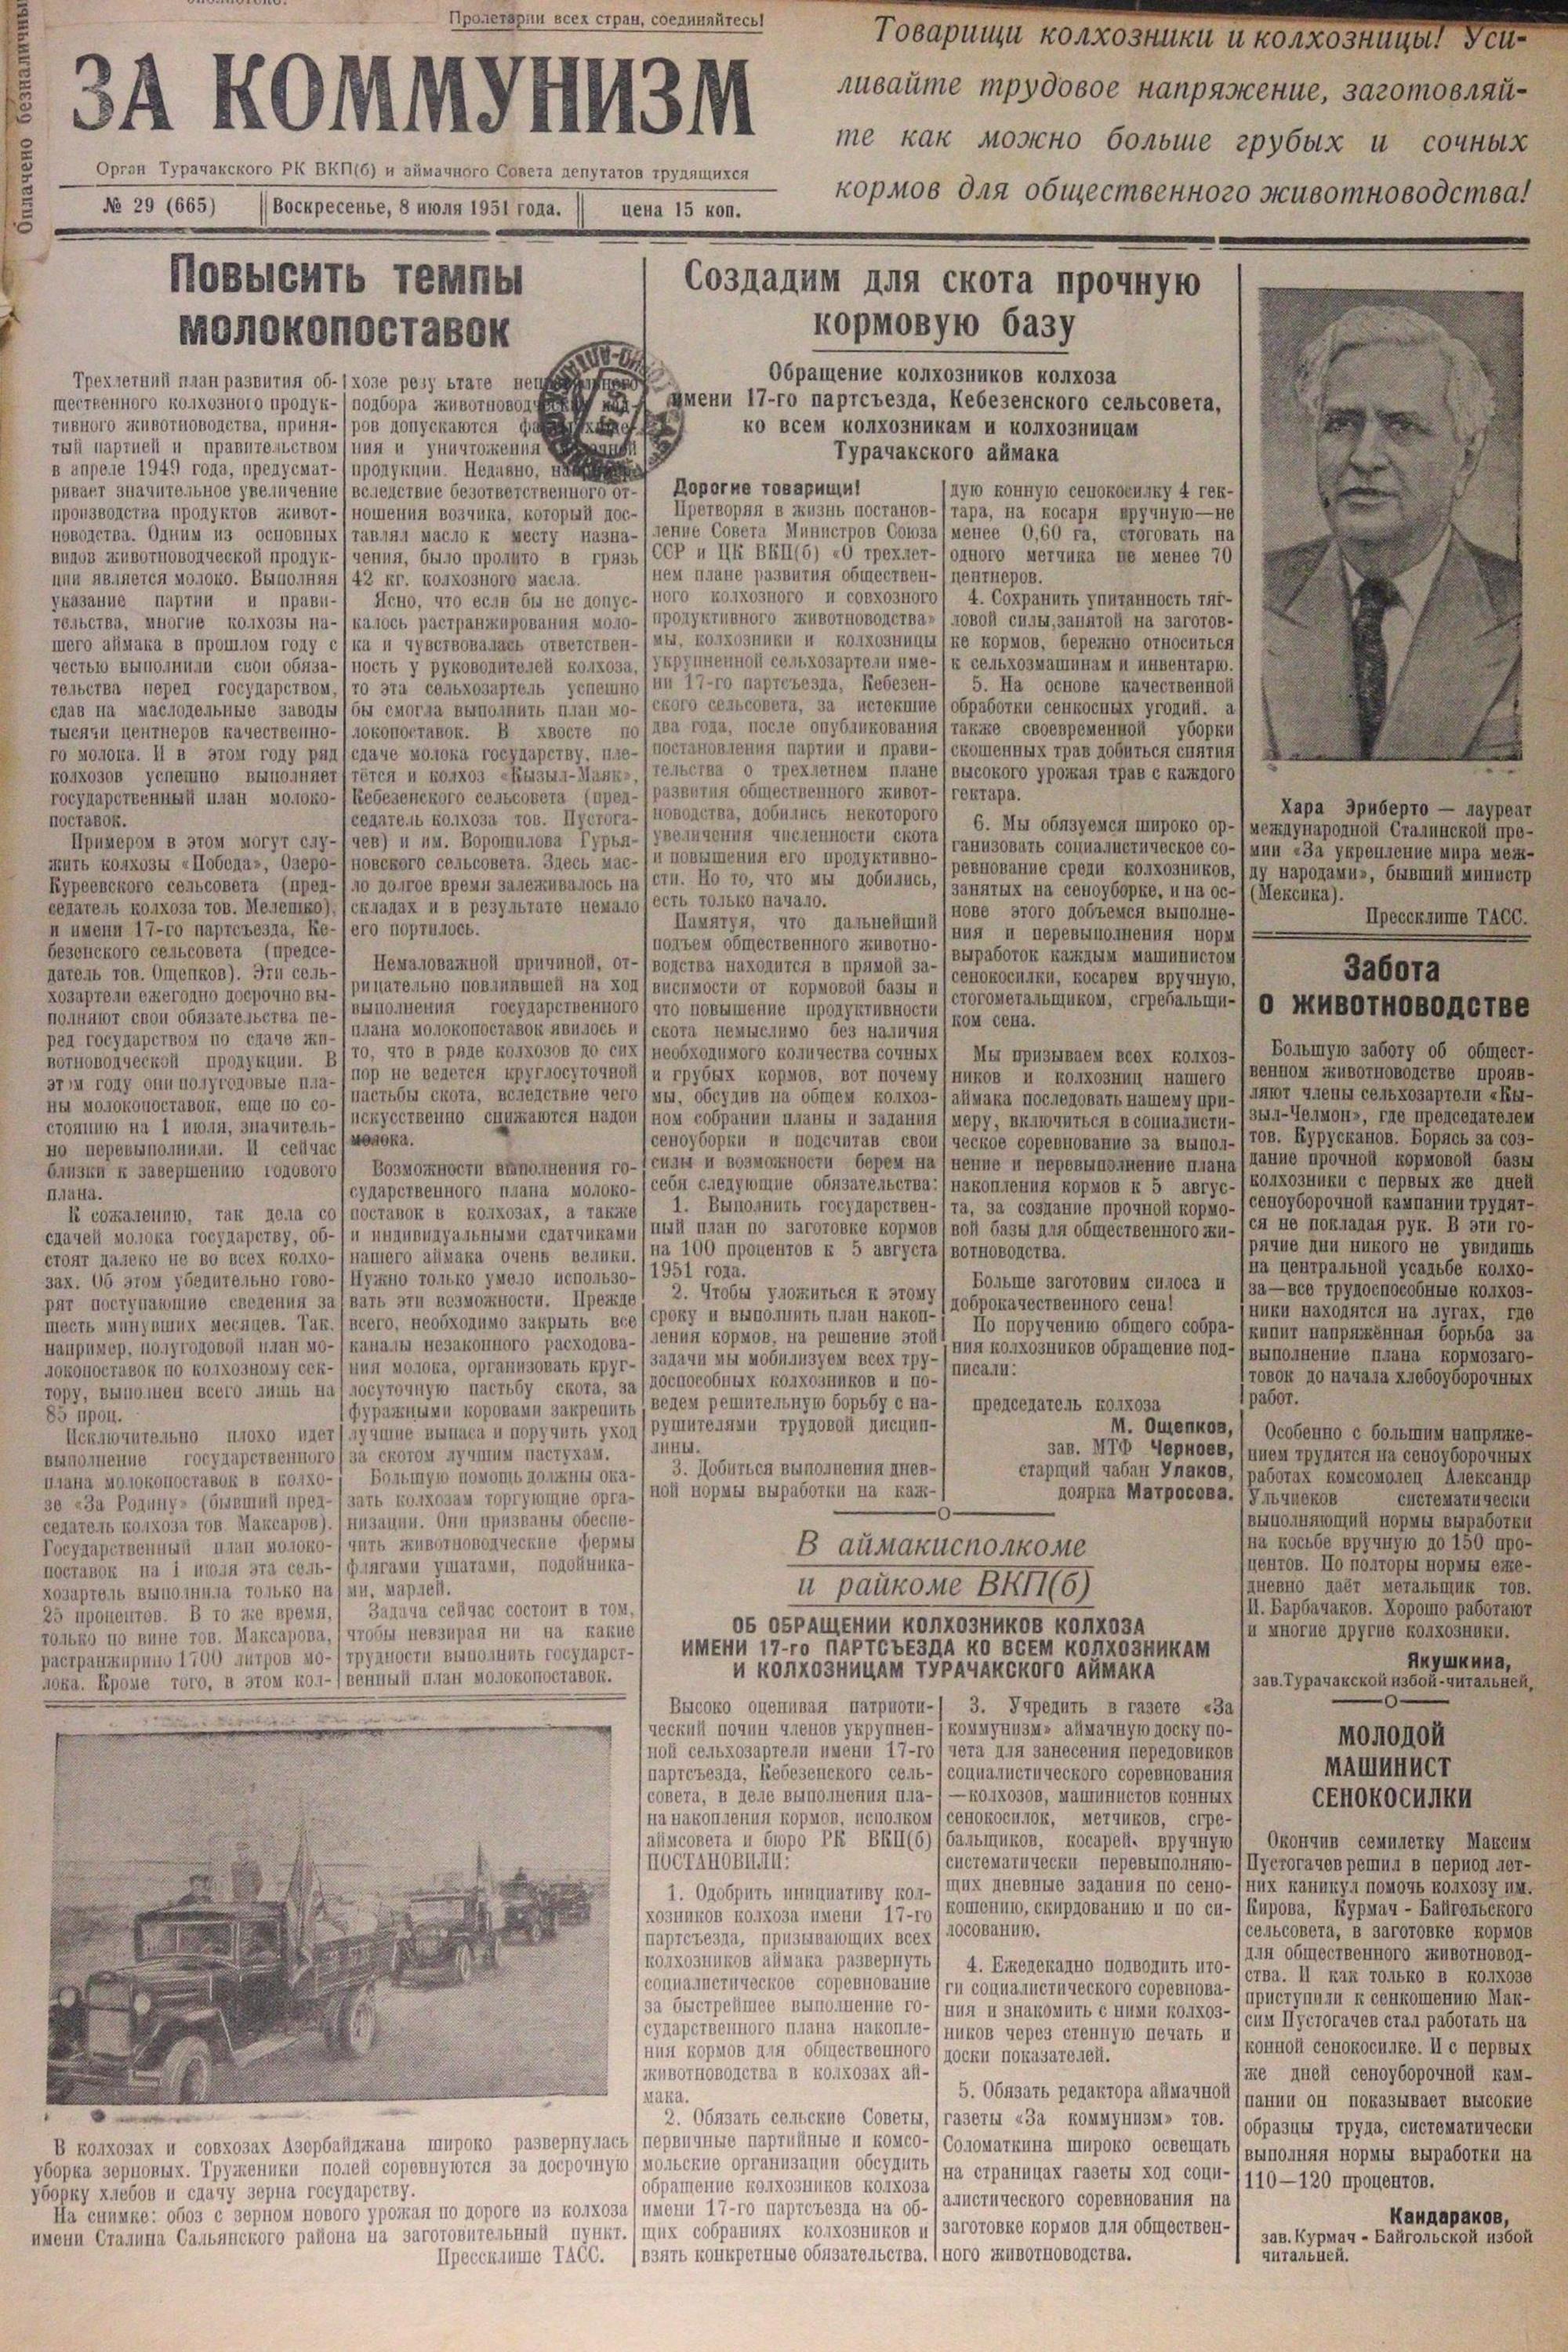 Пролетарии всех стран, соединяйтесь!
ЗА КОММУНИЗМ
Орган Турачакского РК ВКП(б) и аймачного Совета депутатов трудящихся
№ 29 (665) Воскресенье, 8 июля 1951 года. цена 15 коп.
Оплачено безналичным
Товарищи колхозники и колхозницы! Уси-
ливайте трудовое напряжение, заготовляй-
те как можно больше грубых и сочных
кормов для общественного животноводства!
Повысить темпы
молокопоставок
Трехлетний план развития об-
щественного колхозного продук-
тивного животноводства, приня-
тый партией и правительством
в апреле 1949 года, предусмат-
ривает значительное увеличение
производства продуктов живот-
новодства. Одним из основных
видов животноводческой продук-
ции является молоко. Выполняя
указание партии и прави-
тельства, многие колхозы на-
шего аймака в прошлом году с
честью выполнили свои обяза-
тельства перед государством,
сдав на маслодельные заводы
тысячи центнеров качественно-
го молока. И в этом году ряд
колхозов успешно выполняет
государственный план молоко-
поставок.
Примером в этом могут слу-
жить колхозы «Победа», Озеро-
Куреевского сельсовета (пред-
седатель колхоза тов. Мелешко),
и имени 17-го партсъезда, Ке-
безенского сельсовета (предсе-
датель тов. Ощепков). Эти сель-
хозартели ежегодно досрочно вы-
полняют свои обязательства пе-
ред государством по сдаче жи-
вотноводческой продукции. В
этом году они полугодовые пла-
ны молокопоставок, еще по со-
стоянию на 1 июля, значитель-
но перевыполнили. И сейчас
близки к завершению годового
плана.
К сожалению, так дела со
сдачей молока государству, об-
стоят далеко не во всех колхо-
зах. Об этом убедительно гово-
рят поступающие сведения за
шесть минувших месяцев. Так.
например, полугодовой план мо-
локопоставок по колхозному сек-
тору, выполнен всего лишь на
85 проц.
Исключительно плохо идет
выполнение государственного
плана молокопоставок в колхо-
зе «За Родину» (бывший пред-
седатель колхоза тов. Максаров).
Государственный план молоко-
поставок на 1 июля эта сель-
хозартель выполнила только на
25 процентов. В то же время,
только по вине тов. Максарова,
растранжирино 1700 литров мо-
лока. Кроме того, в этом кол-
хозе резу ьтате
подбора
ров допускаются
ния и уничтожения
продукции. Недавно,
вследствие безответственного от-
ношения возчика, который дос-
тавлял масло к месту назна-
чения, было пролито в грязь
42 кг. колхозного масла.
Ясно, что если бы не допус-
калось растранжирования моло-
ка и чувствовалась ответствен-
ность у руководителей колхоза,
то эта сельхозартель успешно
бы смогла выполнить план мо-
локопоставок. В хвосте по
сдаче молока государству, пле-
тётся и колхоз «Кызыл-Маяк»,
Кебезенского сельсовета (пред-
седатель колхоза тов. Пустога-
чев) и им. Ворошилова Гурья-
новского сельсовета. Здесь мас-
ло долгое время залеживалось на
складах и в результате немало
его портилось.
Немаловажной причиной, от-
рицательно повлиявшей на ход
выполнения государственного
плана молокопоставок явилось и
то, что в ряде колхозов до сих
пор не ведется круглосуточной
пастьбы скота, вследствие чего
искусственно снижаются надои
молока.
Возможности выполнения го-
сударственного плана молоко-
поставок в колхозах, а также
и индивидуальными сдатчиками
нашего аймака очень велики.
Нужно только умело использо-
вать эти возможности. Прежде
всего, необходимо закрыть все
каналы незаконного расходова-
ния молока, организовать круг-
лосуточную пастьбу скота, за
фуражными коровами закрепить
лучшие выпаса и поручить уход
за скотом лучшим пастухам.
Большую помощь должны ока-
зать колхозам торгующие орга-
низации. Они призваны обеспе-
чить животноводческие фермы
флягами ушатами, подойника-
ми, марлей.
Задача сейчас состоит в том,
чтобы невзирая ни на какие
трудности выполнить государст-
венный план молокопоставок.
В колхозах и совхозах Азербайджана широко развернулась
уборка зерновых. Труженики полей соревнуются за досрочную
уборку хлебов и сдачу зерна государству.
На снимке: обоз с зерном нового урожая по дороге из колхоза
имени Сталина Сальянского района на заготовительный пункт.
Прессклише ТАСС.
Создадим для скота прочную
кормовую базу
Обращение колхозников колхоза
имени 17-го партсъезда, Кебезенского сельсовета,
ко всем колхозникам и колхозницам
Турачакского аймака
Дорогие товарищи!
Претворяя в жизнь постанов-
ление Совета Министров Союза
ССР и ЦК ВКП(б) «О трехлет-
нем плане развития обществен-
ного колхозного и совхозного
продуктивного животноводства»
мы, колхозники и колхозницы
укрупненной сельхозартели име-
ни 17-го партсъезда, Кебезен-
ского сельсовета, за истекшие
два года, после опубликования
постановления партии и прави-
тельства о трехлетнем плане
развития общественного живот-
новодства, добились некоторого
увеличения численности скота
и повышения его продуктивно-
сти. Но то, что мы добились,
есть только начало.
Памятуя, что дальнейший
подъем общественного животно-
водства находится в прямой за-
висимости от кормовой базы и
что повышение продуктивности
скота немыслимо без наличия
необходимого количества сочных
и грубых кормов, вот почему
мы, обсудив на общем колхоз-
ном собрании планы и задания
сеноуборки и подсчитав свои
силы и возможности берем на
себя следующие обязательства:
1. Выполнить государствен-
ный план по заготовке кормов
на 100 процентов к 5 августа
1951 года.
2. Чтобы уложиться к этому
сроку и выполнить план накоп-
ления кормов, на решение этой
задачи мы мобилизуем всех тру-
доспособных колхозников и по-
ведем решительную борьбу с на-
рушителями трудовой дисцип-
лины.
3. Добиться выполнения днев-
ной нормы выработки на каж-
дую конную сенокосилку 4 гек-
тара, на косаря вручную—не
менее 0,60 га, стоговать на
одного метчика не менее 70
центнеров.
4. Сохранить упитанность тяг-
ловой силы,занятой на заготов-
ке кормов, бережно относиться
к сельхозмашинам и инвентарю.
5. На основе качественной
обработки сенкосных угодий. а
также своевременной уборки
скошенных трав добиться снятия
высокого урожая трав с каждого
гектара.
6. Мы обязуемся широко ор-
ганизовать социалистическое со-
ревнование среди колхозников,
занятых на сеноуборке, и на ос-
нове этого добъемся выполне-
ния и перевыполнения норм
выработок каждым машинистом
сенокосилки, косарем вручную,
стогометальщиком, сгребальщи-
ком сена.
Мы призываем всех колхоз-
ников и колхозниц нашего
аймака последовать нашему при-
меру, включиться в социалисти-
ческое соревнование за выпол-
нение и перевыполнение плана
накопления кормов к 5 авгус-
та, за создание прочной кормо-
вой базы для общественного жи-
вотноводства.
Больше заготовим силоса и
доброкачественного сена!
По поручению общего собра-
ния колхозников обращение под-
писали:
председатель колхоза
М. Ощепков,
зав. МТФ Черноев,
старщий чабан Упаков,
доярка Матросова.
В аймакисполкоме
и райкоме ВКП(б)
ОБ ОБРАЩЕНИИ КОЛХОЗНИКОВ КОЛХОЗА
ИМЕНИ 17-го ПАРТСЪЕЗДА КО ВСЕМ КОЛХОЗНИКАМ
И КОЛХОЗНИЦАМ ТУРАЧАКСКОГО АЙМАКА
Высоко оценивая патриоти-
ческий почин членов укрупнен-
ной сельхозартели имени 17-го
партсъезда, Кебезенского сель-
совета, в деле выполнения пла-
на накопления кормов, исполком
аймсовета и бюро РК ВКП(б)
ПОСТАНОВИЛИ:
1. Одобрить инициативу кол-
хозников колхоза имени 17-го
партсъезда, призывающих всех
колхозников аймака развернуть
социалистическое соревнование
за быстрейшее выполнение го-
сударственного плана накопле-
ния кормов для общественного
животноводства в колхозах ай-
мака.
2. Обязать сельские Советы,
первичные партийные и комсо-
мольские организации обсудить
обращение колхозников колхоза
имени 17-го партсъезда на об-
щих собраниях колхозников и
взять конкретные обязательства.
3. Учредить в газете «За
коммунизм» аймачную доску по-
чета для занесения передовиков
социалистического соревнования
—колхозов, машинистов конных
сенокосилок, метчиков, сгре-
бальщиков, косарей, вручную
систематически перевыполняю-
щих дневные задания по сено-
кошению, скирдованию и по си-
лосованию.
4. Ежедекадно подводить ито-
ги социалистического соревнова-
ния и знакомить с ними колхоз-
ников через стенную печать и
доски показателей.
5. Обязать редактора аймачной
газеты «За коммунизм» тов.
Соломаткина широко освещать
на страницах газеты ход соци-
алистического соревнования на
заготовке кормов для обществен-
ного животноводства.
Хара Эриберто — лауреат
международной Сталинской пре-
мии «За укрепление мира меж-
ду народами», бывший министр
(Мексика).
Прессклише ТАСС.
Забота
о животноводстве
Большую заботу об общест-
венном животноводстве прояв-
ляют члены сельхозартели «Кы-
зыл-Челмон», где председателем
тов. Курусканов. Борясь за соз-
дание прочной кормовой базы
колхозники с первых же дней
сеноуборочной кампании трудят-
ся не покладая рук. В эти го-
рячие дни никого не увидишь
на центральной усадьбе колхо-
за—все трудоспособные колхоз-
ники находятся на лугах, где
кипит напряжённая борьба за
выполнение плана кормозаго-
товок до начала хлебоуборочных
работ.
Особенно с большим напряже-
нием трудятся на сеноуборочных
работах комсомолец Александр
Ульчиеков систематически
выполняющий нормы выработки
на косьбе вручную до 150 про-
центов. По полторы нормы еже-
дневно даёт метальщик тов.
И. Барбачаков. Хорошо работают
и многие другие колхозники.
Якушкина,
зав.Турачакской избой-читальней,
МОЛОДОЙ
МАШИНИСТ
СЕНОКОСИЛКИ
Окончив семилетку Максим
Пустогачев решил в период лет-
них каникул помочь колхозу им.
Кирова, Курмач - Байгольского
сельсовета, в заготовке кормов
для общественного животновод-
ства. И как только в колхозе
приступили к сенкошению Мак-
сим Пустогачев стал работать на
конной сенокосилке. И с первых
же дней сеноуборочной кам-
пании он показывает высокие
образцы труда, систематически
выполняя нормы выработки на
110—120 процентов.
Кандараков,
зав. Курмач - Байгольской избой
читальней.